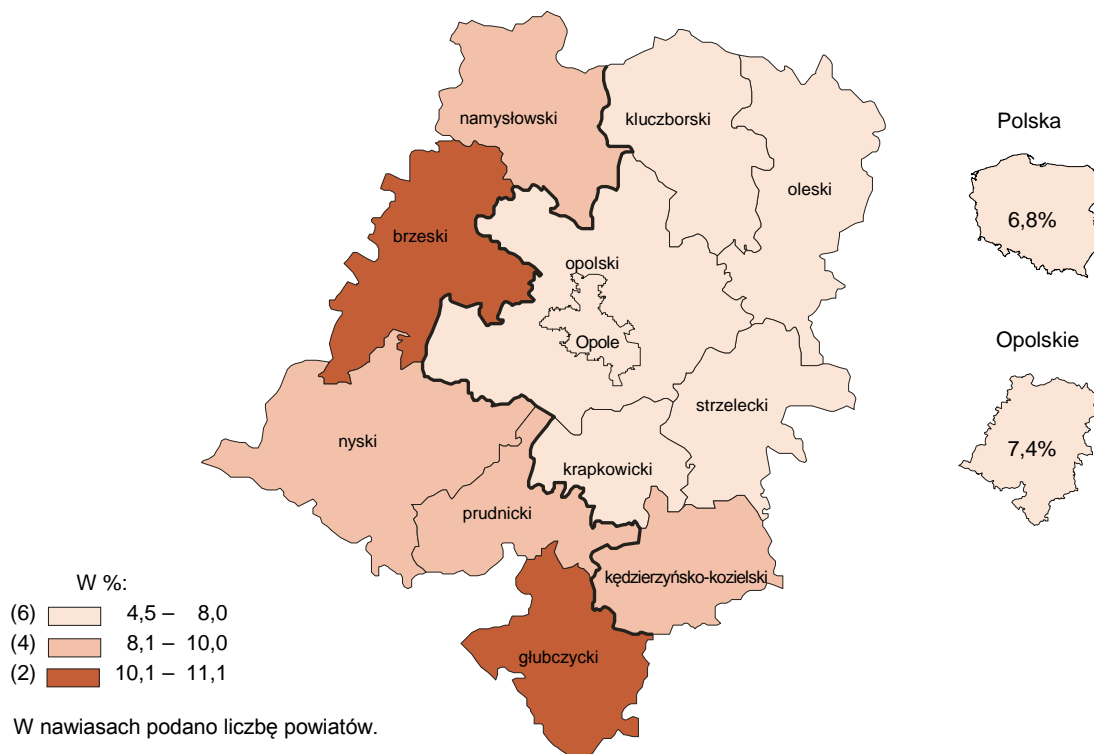 namysłowski
kluczborski
oleski
brzeski
opolski
Opole
strzelecki
nyski
krapkowicki
prudnicki
kędzierzyńsko-kozielski
głubczycki
Polska
6,8%
Opolskie
7,4%
W %:
(6) 4,5 – 8,0
(4) 8,1 – 10,0
(2) 10,1 – 11,1
W nawiasach podano liczbę powiatów.